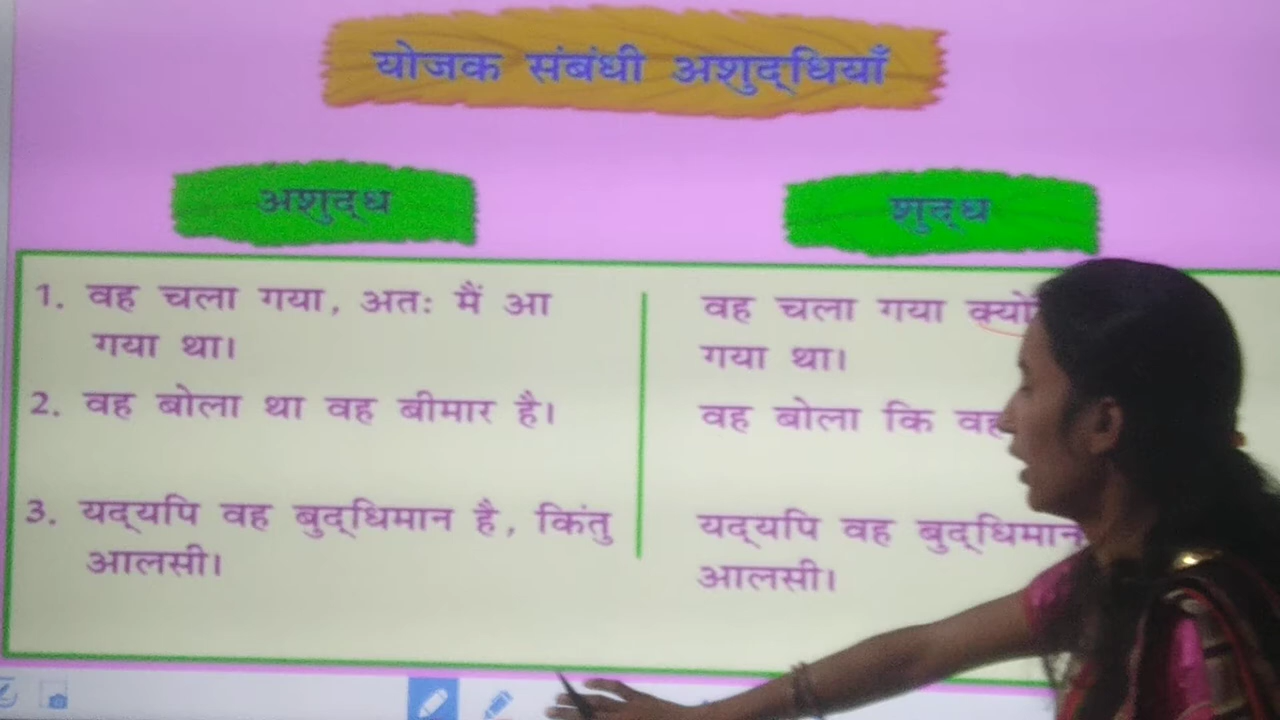 योजक संबंधी अशुद्धियाँ
अशुद्ध
शुद्ध
1. वह चला गया, अतः मैं आ
गया था।
2. वह बोला था वह बीमार है।
3. यद्यपि वह बुद्धिमान है, किंतु
आलसी।
वह चला गया
गया था।
वह बोला कि वह
यद्यपि वह बुद्धिमान
आलसी।